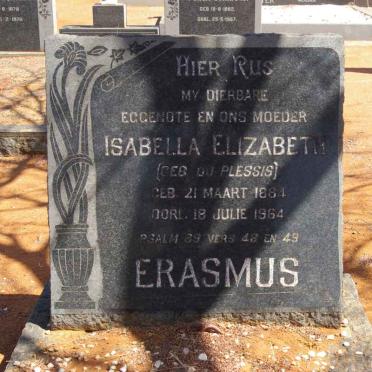 Hier Rus
my dierbare
eggenote en ons moeder
Isabella Elizabeth
(geb. du Plessis)
geb. 21 Maart 1884
oorl. 18 Julie 1964
Psalm 89 vers 48 en 49
ERASMUS